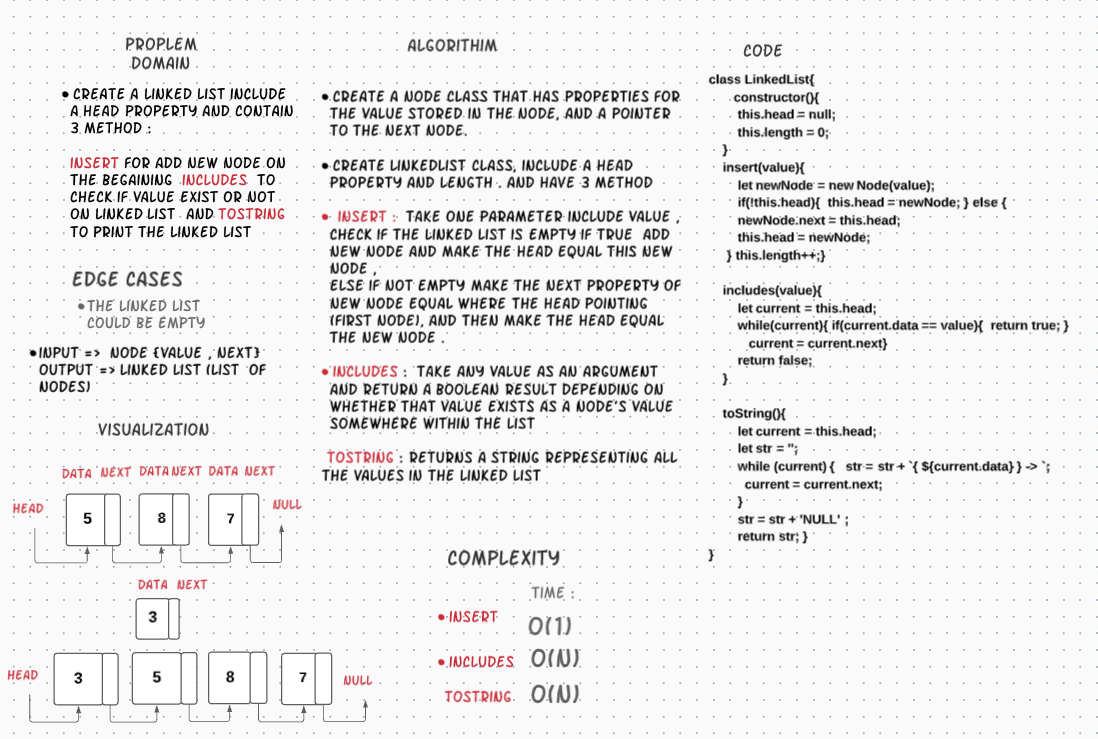 PROPLEM
DOMAIN
• CREATE A LINKED LIST INCLUDE
A HEAD PROPERTY AND CONTAIN
3 METHOD :
INSERT FOR ADD NEW NODE ON
THE BEGAINING INCLUDES TO
CHECK IF VALUE EXIST OR NOT
ON LINKED LIST AND TOSTRING
TO PRINT THE LINKED LIST
EDGE CASES
• THE LINKED LIST
COULD BE EMPTY
• INPUT => NODE {VALUE , NEXT}
OUTPUT => LINKED LIST (LIST OF
NODES)
VISUALIZATION
DATA NEXT DATA NEXT DATA NEXT
HEAD 5 8 7 NULL
DATA NEXT
3
HEAD 3 5 8 7 NULL
ALGORITHIM
• CREATE A NODE CLASS THAT HAS PROPERTIES FOR
THE VALUE STORED IN THE NODE, AND A POINTER
TO THE NEXT NODE.
• CREATE LINKEDLIST CLASS, INCLUDE A HEAD
PROPERTY AND LENGTH . AND HAVE 3 METHOD
• INSERT : TAKE ONE PARAMETER INCLUDE VALUE ,
CHECK IF THE LINKED LIST IS EMPTY IF TRUE ADD
NEW NODE AND MAKE THE HEAD EQUAL THIS NEW
NODE ,
ELSE IF NOT EMPTY MAKE THE NEXT PROPERTY OF
NEW NODE EQUAL WHERE THE HEAD POINTING
(FIRST NODE), AND THEN MAKE THE HEAD EQUAL
THE NEW NODE .
• INCLUDES : TAKE ANY VALUE AS AN ARGUMENT
AND RETURN A BOOLEAN RESULT DEPENDING ON
WHETHER THAT VALUE EXISTS AS A NODE'S VALUE
SOMEWHERE WITHIN THE LIST
TOSTRING : RETURNS A STRING REPRESENTING ALL
THE VALUES IN THE LINKED LIST
COMPLEXITY
TIME :
• INSERT O(1)
• INCLUDES O(N)
TOSTRING O(N)
CODE
class LinkedList{
constructor(){
this.head = null;
this.length = 0;
}
insert(value){
let newNode = new Node(value);
if(!this.head){ this.head = newNode; } else {
newNode.next = this.head;
this.head = newNode;
} this.length++;}
includes(value){
let current = this.head;
while(current){ if(current.data == value){ return true; }
current = current.next}
return false;
}
toString(){
let current = this.head;
let str = '';
while (current) { str = str + `{ ${current.data} } -> `;
current = current.next;
}
str = str + 'NULL' ;
return str; }
}